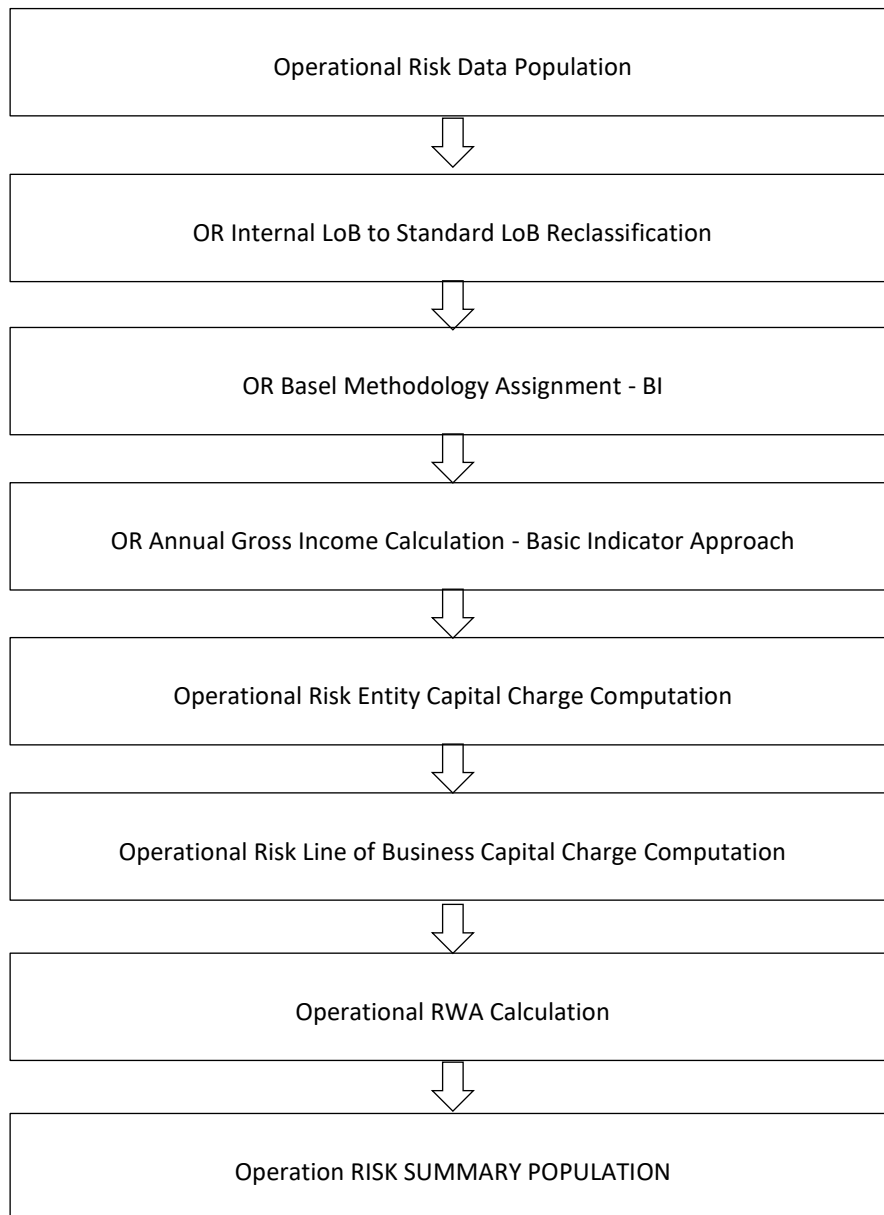 Operational Risk Data Population
OR Internal LoB to Standard LoB Reclassification
OR Basel Methodology Assignment - BI
OR Annual Gross Income Calculation - Basic Indicator Approach
Operational Risk Entity Capital Charge Computation
Operational Risk Line of Business Capital Charge Computation
Operational RWA Calculation
Operation RISK SUMMARY POPULATION